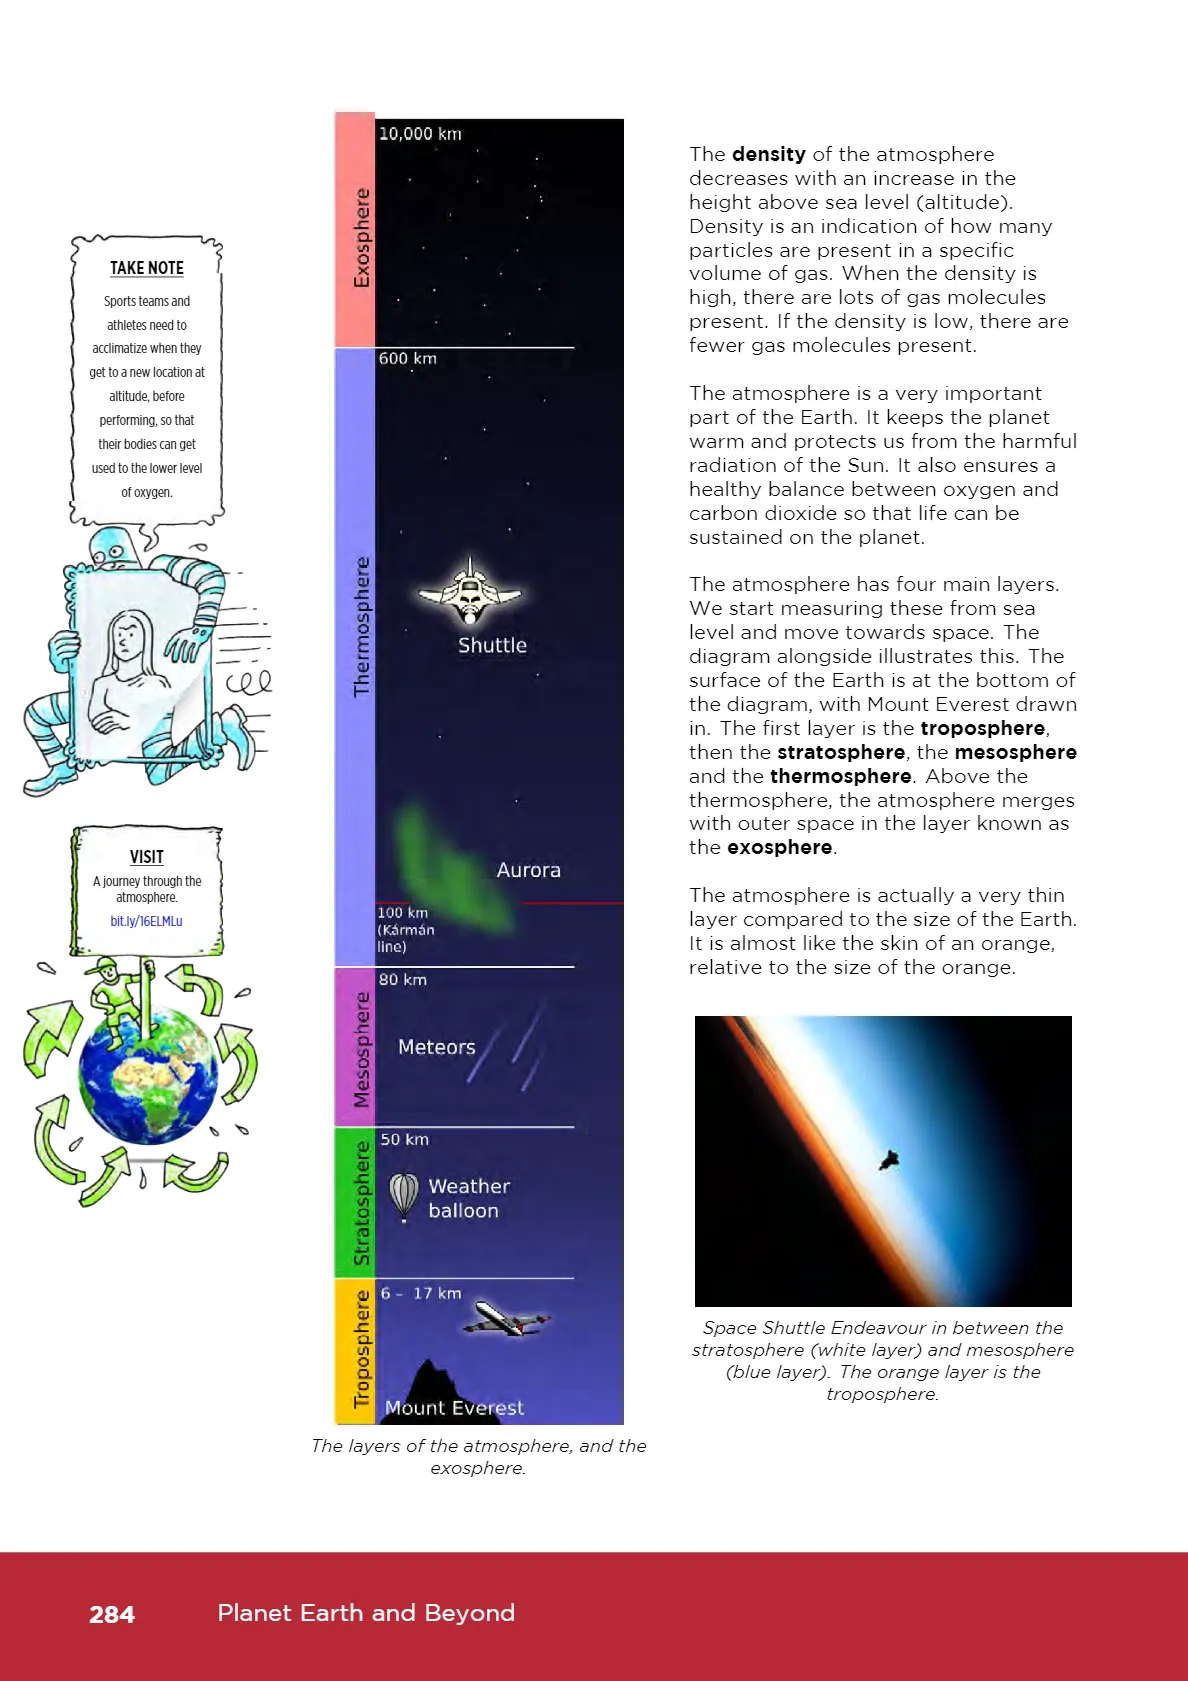 TAKE NOTE
Sports teams and
athletes need to
acclimatize when they
get to a new location at
altitude, before
performing, so that
their bodies can get
used to the lower level
of oxygen.
VISIT
A journey through the
atmosphere.
bit.ly/16ELMLu
Exosphere
10,000 km
Thermosphere
600 km
Shuttle
Aurora
100 km
(Kármán
line)
Mesosphere
80 km
Meteors
Stratosphere
50 km
Weather
balloon
Troposphere
6 - 17 km
Mount Everest
The layers of the atmosphere, and the
exosphere.
The density of the atmosphere
decreases with an increase in the
height above sea level (altitude).
Density is an indication of how many
particles are present in a specific
volume of gas. When the density is
high, there are lots of gas molecules
present. If the density is low, there are
fewer gas molecules present.
The atmosphere is a very important
part of the Earth. It keeps the planet
warm and protects us from the harmful
radiation of the Sun. It also ensures a
healthy balance between oxygen and
carbon dioxide so that life can be
sustained on the planet.
The atmosphere has four main layers.
We start measuring these from sea
level and move towards space. The
diagram alongside illustrates this. The
surface of the Earth is at the bottom of
the diagram, with Mount Everest drawn
in. The first layer is the troposphere,
then the stratosphere, the mesosphere
and the thermosphere. Above the
thermosphere, the atmosphere merges
with outer space in the layer known as
the exosphere.
The atmosphere is actually a very thin
layer compared to the size of the Earth.
It is almost like the skin of an orange,
relative to the size of the orange.
Space Shuttle Endeavour in between the
stratosphere (white layer) and mesosphere
(blue layer). The orange layer is the
troposphere.
284 Planet Earth and Beyond